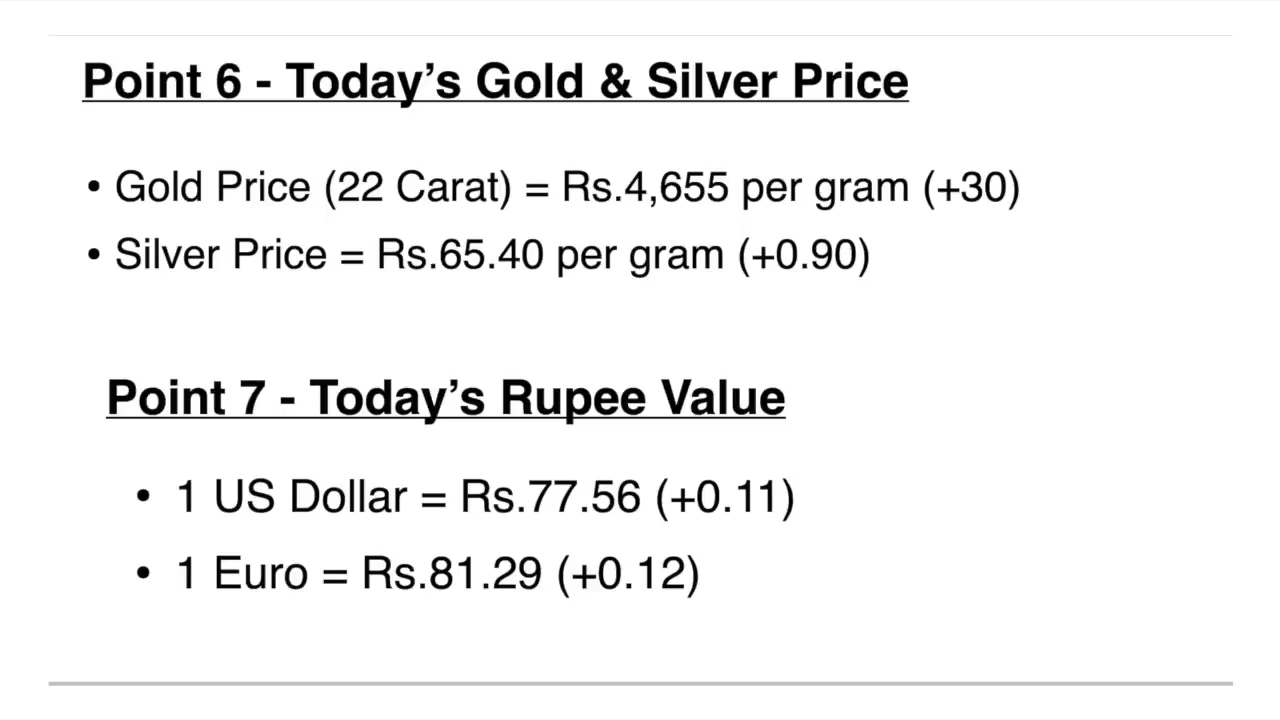 Point 6 - Today’s Gold & Silver Price
• Gold Price (22 Carat) = Rs.4,655 per gram (+30)
• Silver Price = Rs.65.40 per gram (+0.90)
Point 7 - Today’s Rupee Value
• 1 US Dollar = Rs.77.56 (+0.11)
• 1 Euro = Rs.81.29 (+0.12)